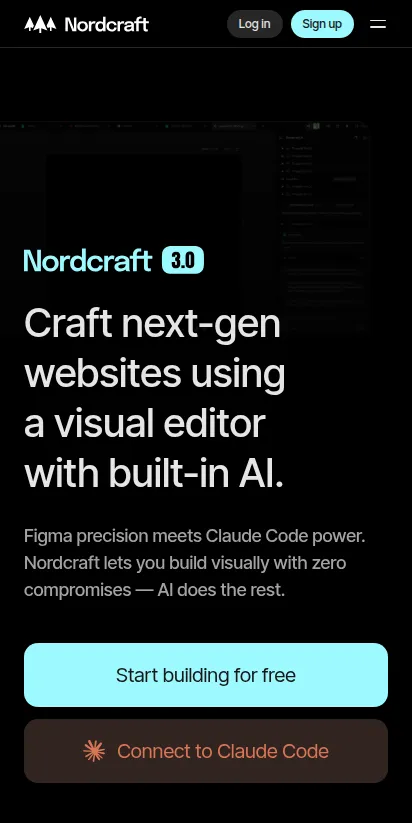 Nordcraft
Log in
Sign up
Nordcraft 3.0
Craft next-gen
websites using
a visual editor
with built-in AI.
Figma precision meets Claude Code power.
Nordcraft lets you build visually with zero
compromises — AI does the rest.
Start building for free
Connect to Claude Code